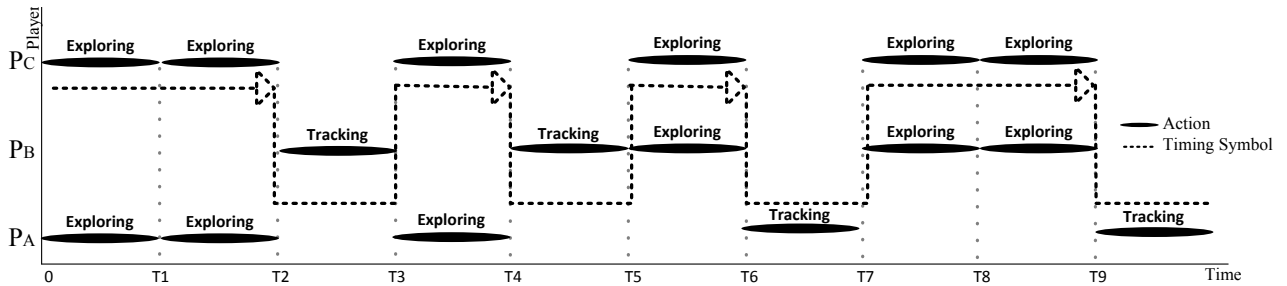 Player
Exploring Exploring Exploring Exploring Exploring Exploring
PC
Tracking Tracking Exploring Exploring Exploring
PB
Action
Timing Symbol
Exploring Exploring Exploring Tracking Tracking
PA
0 T1 T2 T3 T4 T5 T6 T7 T8 T9 Time